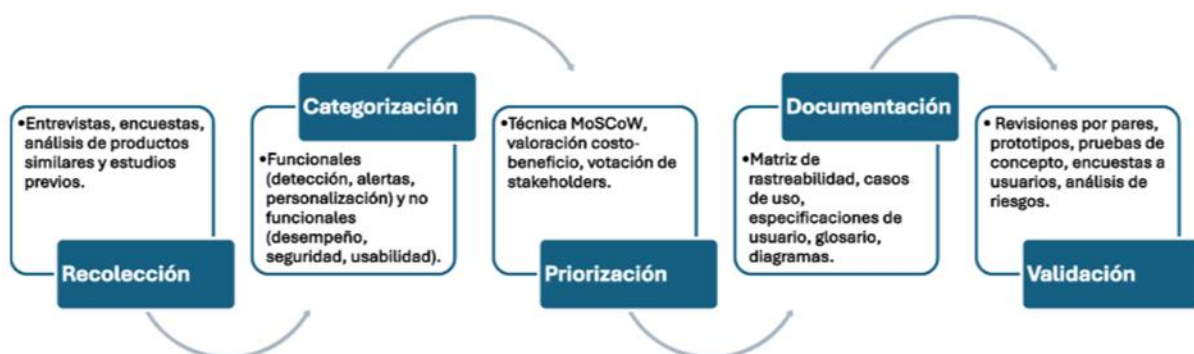 •Entrevistas, encuestas,
análisis de productos
similares y estudios
previos.
Recolección
Categorización
•Funcionales
(detección, alertas,
personalización) y no
funcionales
(desempeño,
seguridad, usabilidad).
•Técnica MoSCoW,
valoración costo-
beneficio, votación de
stakeholders.
Priorización
Documentación
•Matriz de
rastreabilidad, casos
de uso,
especificaciones de
usuario, glosario,
diagramas.
• Revisiones por pares,
prototipos, pruebas de
concepto, encuestas a
usuarios, análisis de
riesgos.
Validación